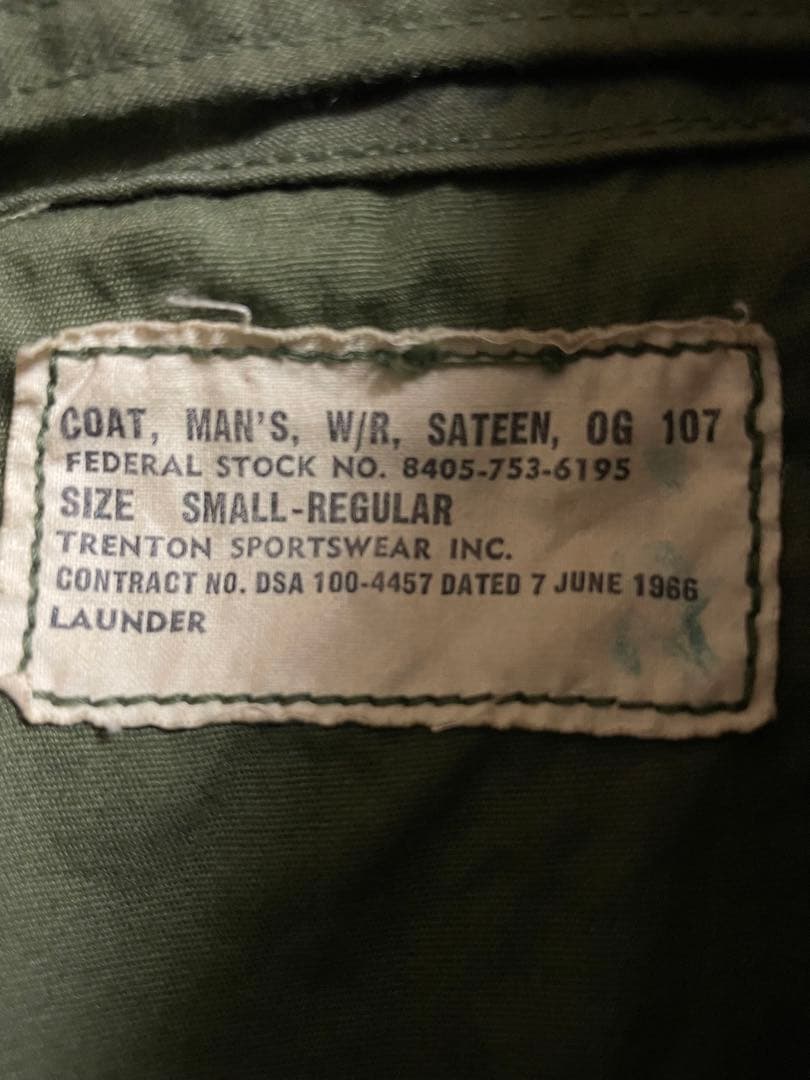 COAT, MAN'S, W/R, SATEEN, OG 107
FEDERAL STOCK NO. 8405-753-6195
SIZE SMALL-REGULAR
TRENTON SPORTSWEAR INC.
CONTRACT NO. DSA 100-4457 DATED 7 JUNE 1966
LAUNDER